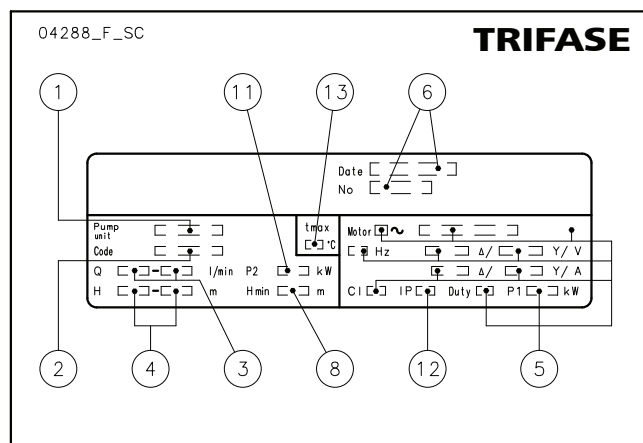 04288_F_SC
TRIFASE
1
11
13
6
Date
No
Pump unit
tmax
°C
Motor ~
Code
Hz Δ/ Y/ V
Q - l/min P2 kW
Δ/ Y/ A
H - m Hmin m
Cl IP Duty P1 kW
2
4
3
8
12
5